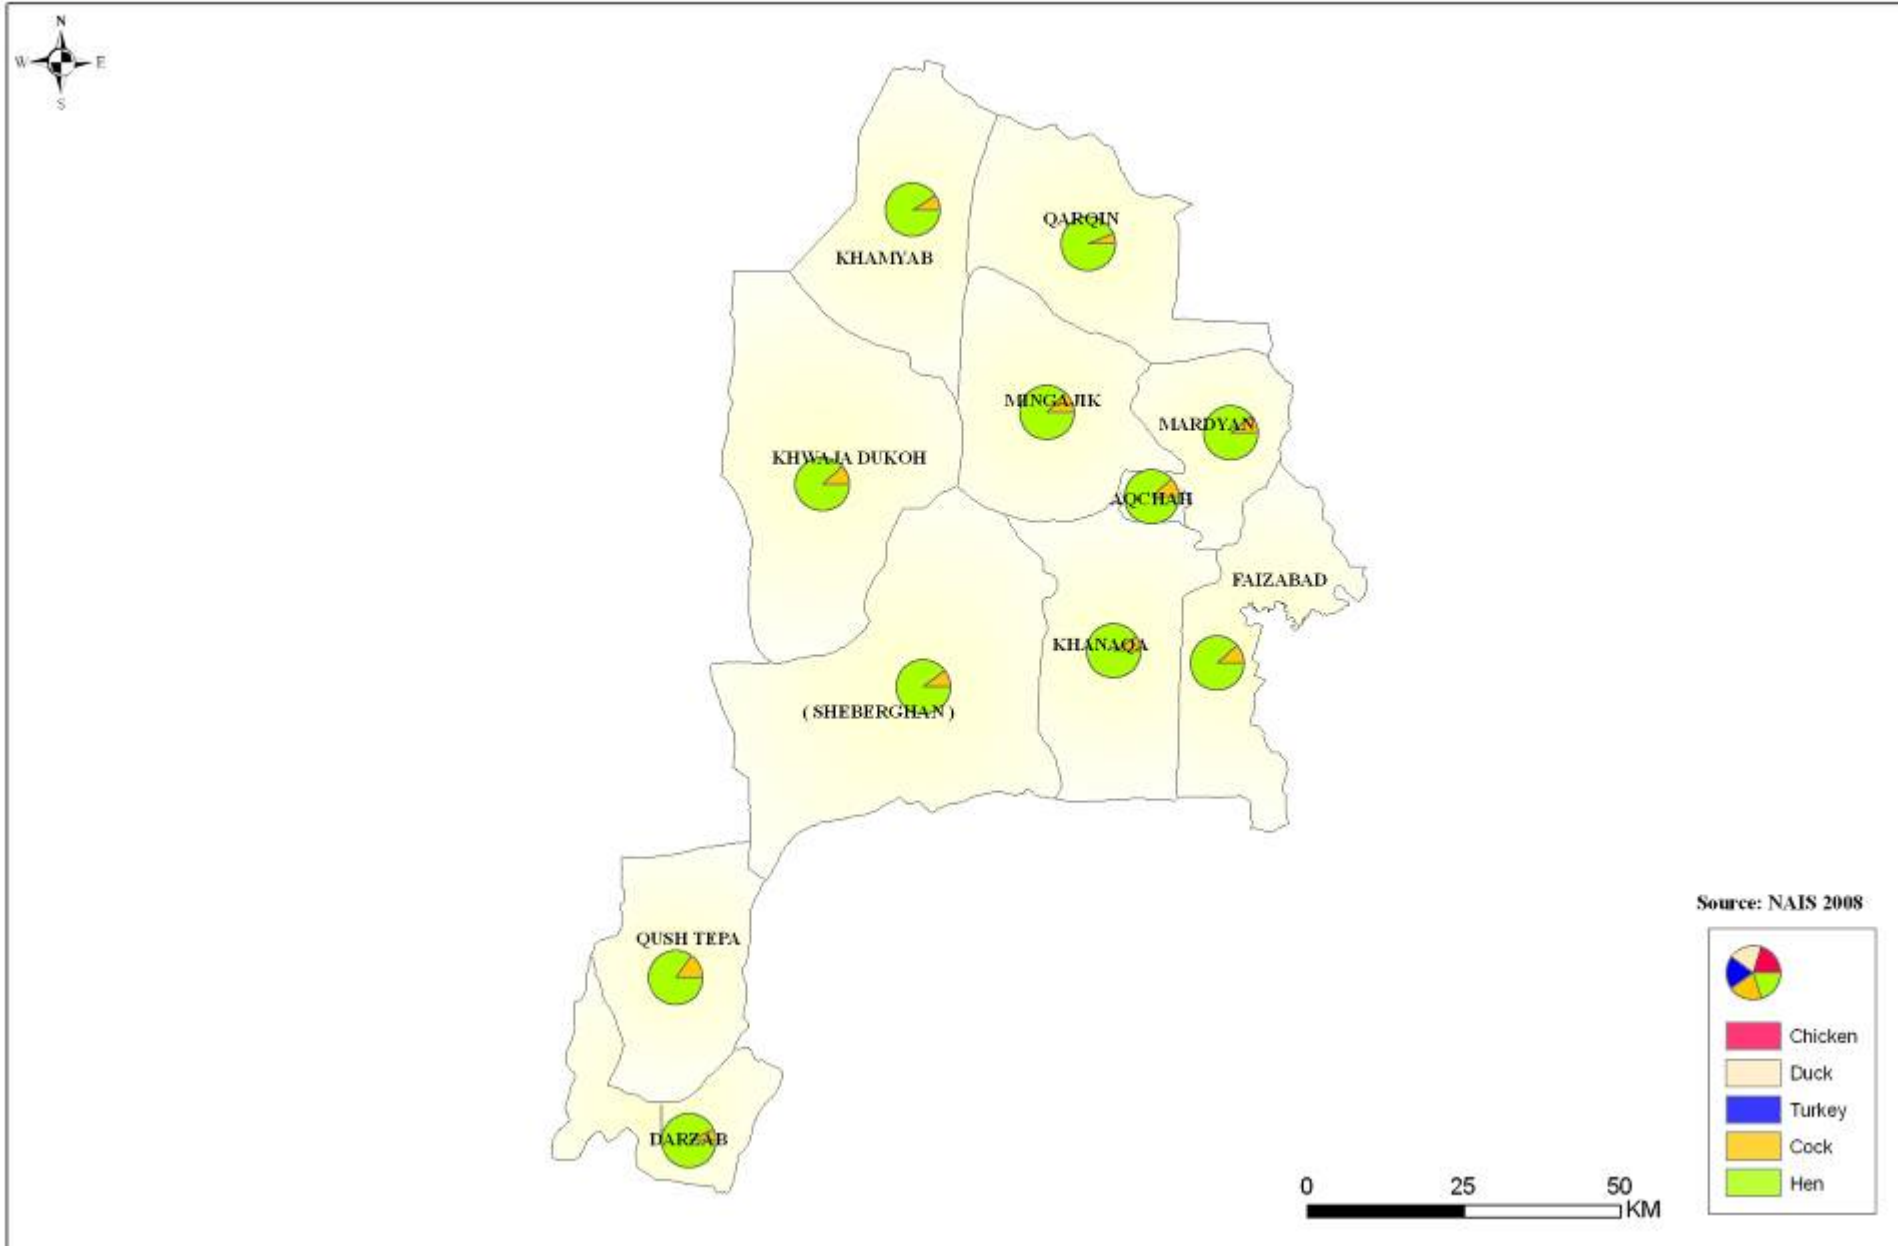 N
W E
S
QARQIN
KHAMYAB
MINGAJIK
MARDYAN
KHWAJA DUKOH
AQCHAH
FAIZABAD
KHANAQA
( SHEBERGHAN )
QUSH TEPA
DARZAB
Source: NAIS 2008
Chicken
Duck
Turkey
Cock
Hen
0 25 50
KM